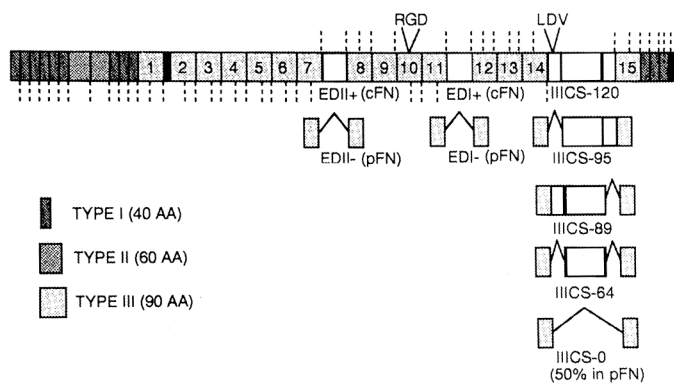 RGD LDV
1 2 3 4 5 6 7 8 9 10 11 12 13 14 15
EDII+ (cFN) EDI+ (cFN) IIICS-120
EDII- (pFN) EDI- (pFN) IIICS-95
TYPE I (40 AA)
IIICS-89
TYPE II (60 AA)
IIICS-64
TYPE III (90 AA)
IIICS-0
(50% in pFN)